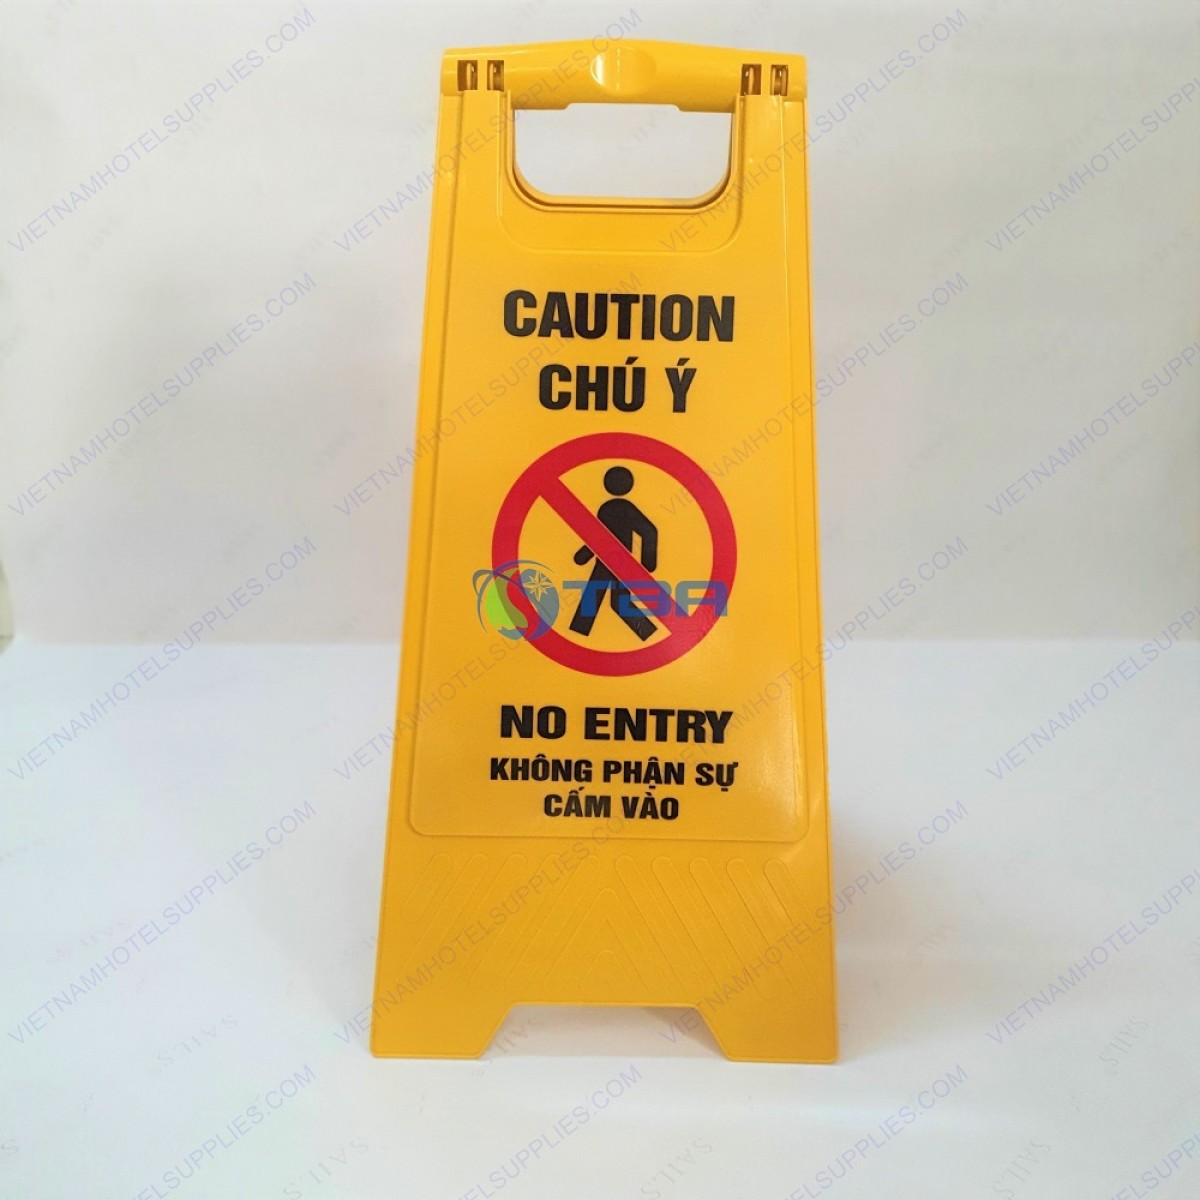 CAUTION
CHÚ Ý
TBA
NO ENTRY
KHÔNG PHẬN SỰ
CẤM VÀO
VIETNAMHOTELSUPPLIES.COM